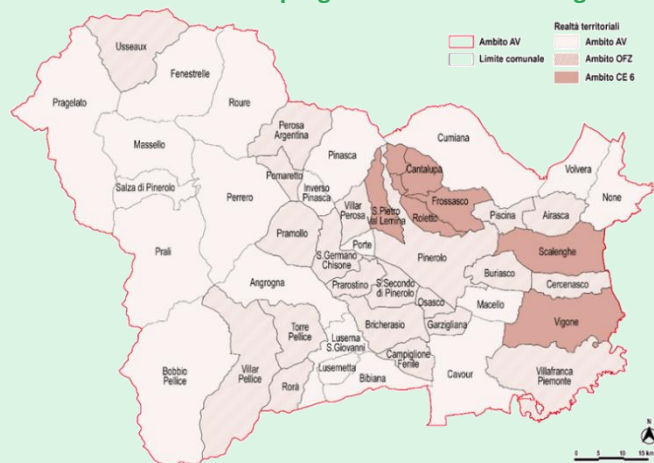 Realtà territoriali
Ambito AV
Limite comunale
Ambito AV
Ambito OFZ
Ambito CE 6
Usseaux
Fenestrelle
Pragelato
Roure
Perosa
Argentina
Cumiana
Massello
Pinasca
Volvera
Cantalupa
None
Salza di Pinerolo
Pomaretto
Inverso
Pinasca
Perrero
Frossasco
S.Pietro
Val Lemina
Roletto
Villar
Perosa
Piscina
Airasca
Pramollo
Porte
Prali
S.Germano
Chisone
Pinerolo
Scalenghe
Buriasco
Angrogna
Prarostino
S.Secondo
di Pinerolo
Cercenasco
Osasco
Macello
Torre
Pellice
Bricherasio
Garzigliana
Vigone
Luserna
S.Giovanni
Bobbio
Pellice
Villar
Pellice
Campiglione
Fenile
Lusernetta
Rorà
Bibiana
Cavour
Villafranca
Piemonte
N
0 5 10 15 km